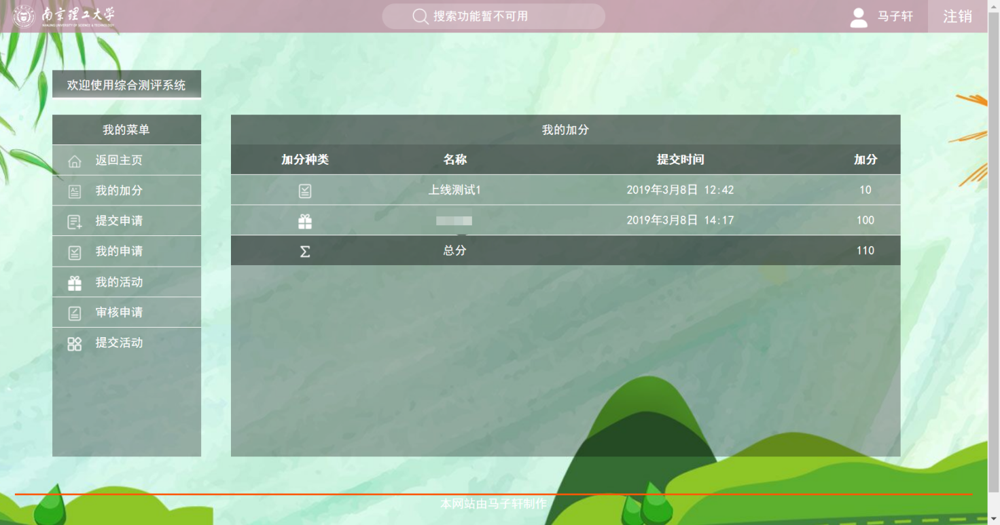 南京理工大学
NANJING UNIVERSITY OF SCIENCE & TECHNOLOGY
搜索功能暂不可用
马子轩
注销
欢迎使用综合测评系统
我的菜单
返回主页
我的加分
提交申请
我的申请
我的活动
审核申请
提交活动
我的加分
加分种类 名称 提交时间 加分
上线测试1 2019年3月8日 12:42 10
2019年3月8日 14:17 100
Σ 总分 110
本网站由马子轩制作